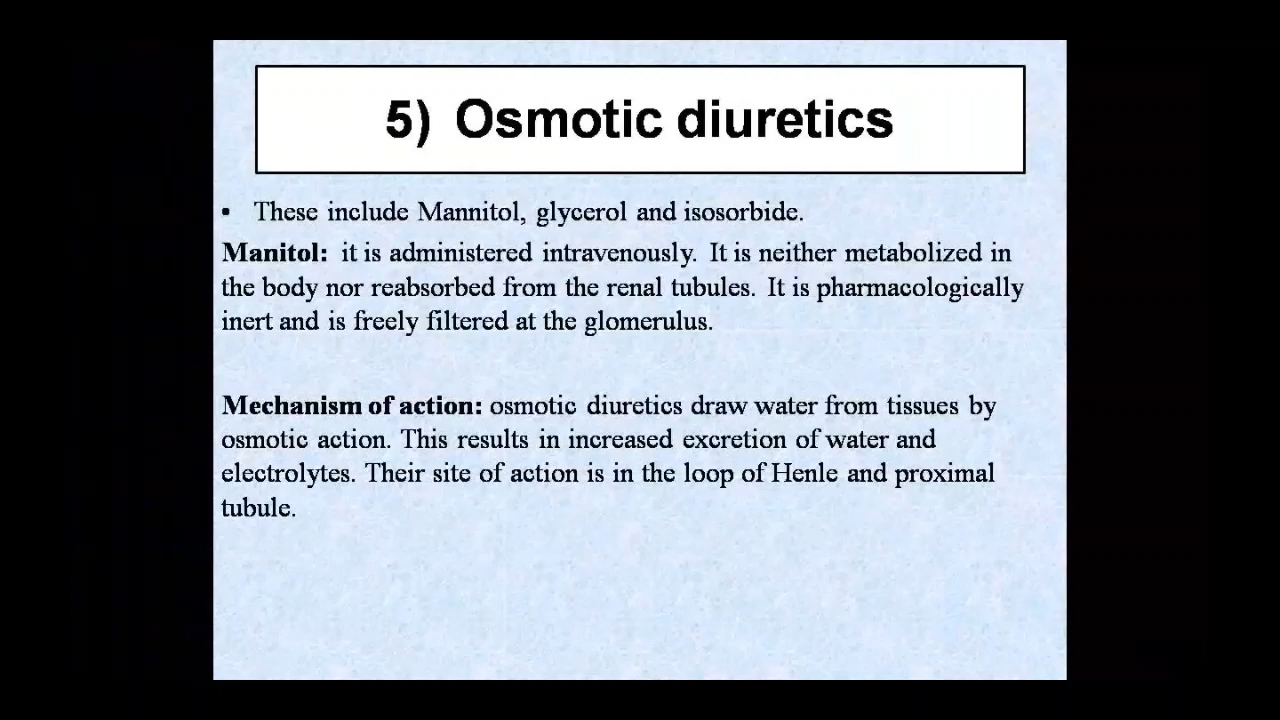 5) Osmotic diuretics
• These include Mannitol, glycerol and isosorbide.
Manitol: it is administered intravenously. It is neither metabolized in
the body nor reabsorbed from the renal tubules. It is pharmacologically
inert and is freely filtered at the glomerulus.
Mechanism of action: osmotic diuretics draw water from tissues by
osmotic action. This results in increased excretion of water and
electrolytes. Their site of action is in the loop of Henle and proximal
tubule.